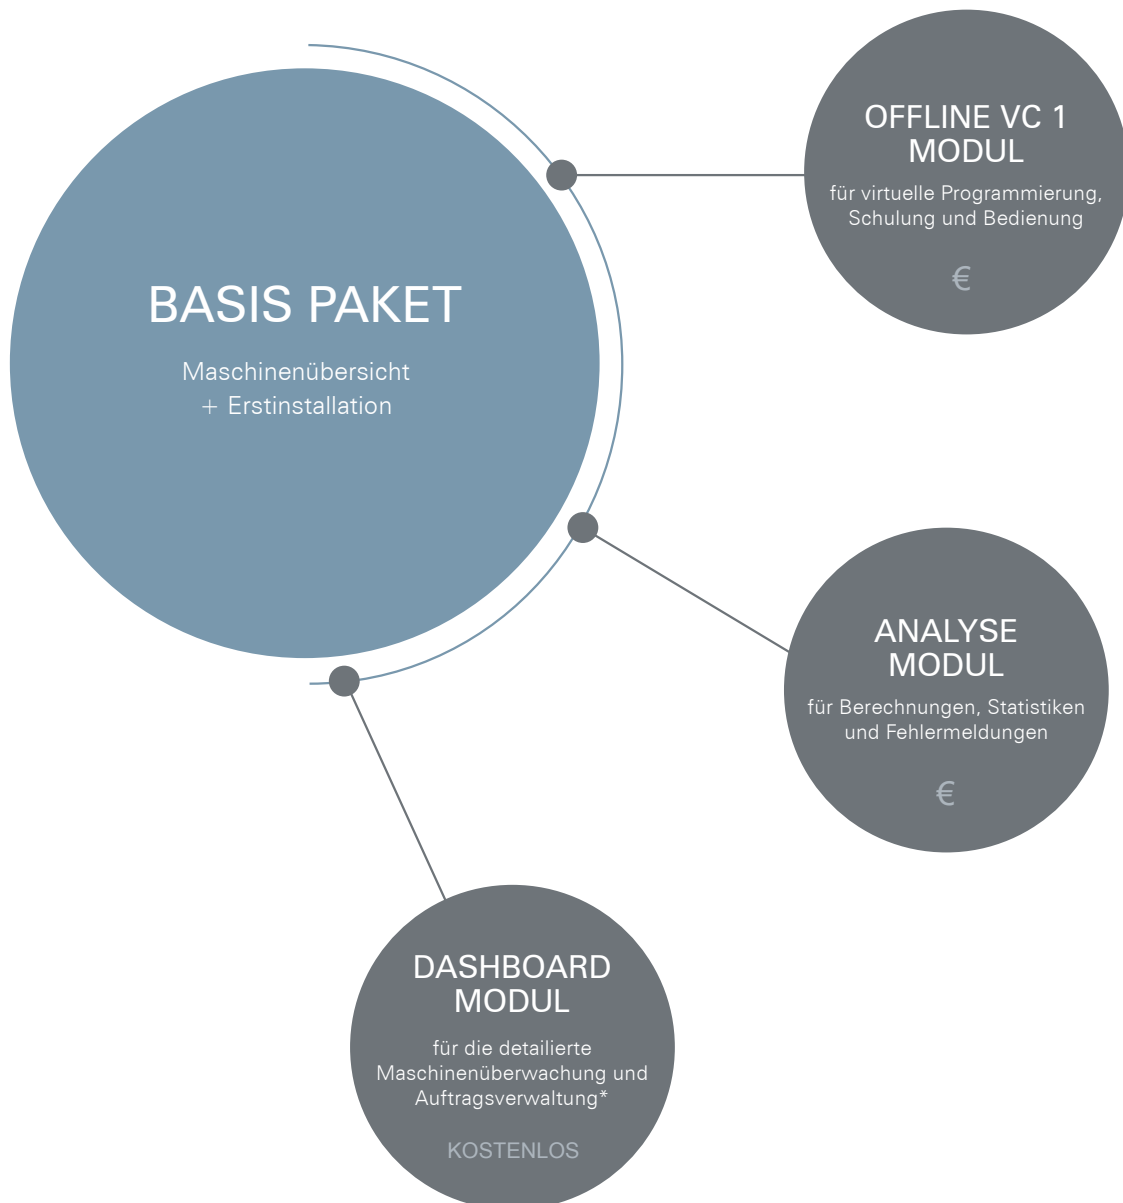 BASIS PAKET
Maschinenübersicht
+ Erstinstallation
OFFLINE VC 1
MODUL
für virtuelle Programmierung,
Schulung und Bedienung
€
ANALYSE
MODUL
für Berechnungen, Statistiken
und Fehlermeldungen
€
DASHBOARD
MODUL
für die detailierte
Maschinenüberwachung und
Auftragsverwaltung*
KOSTENLOS